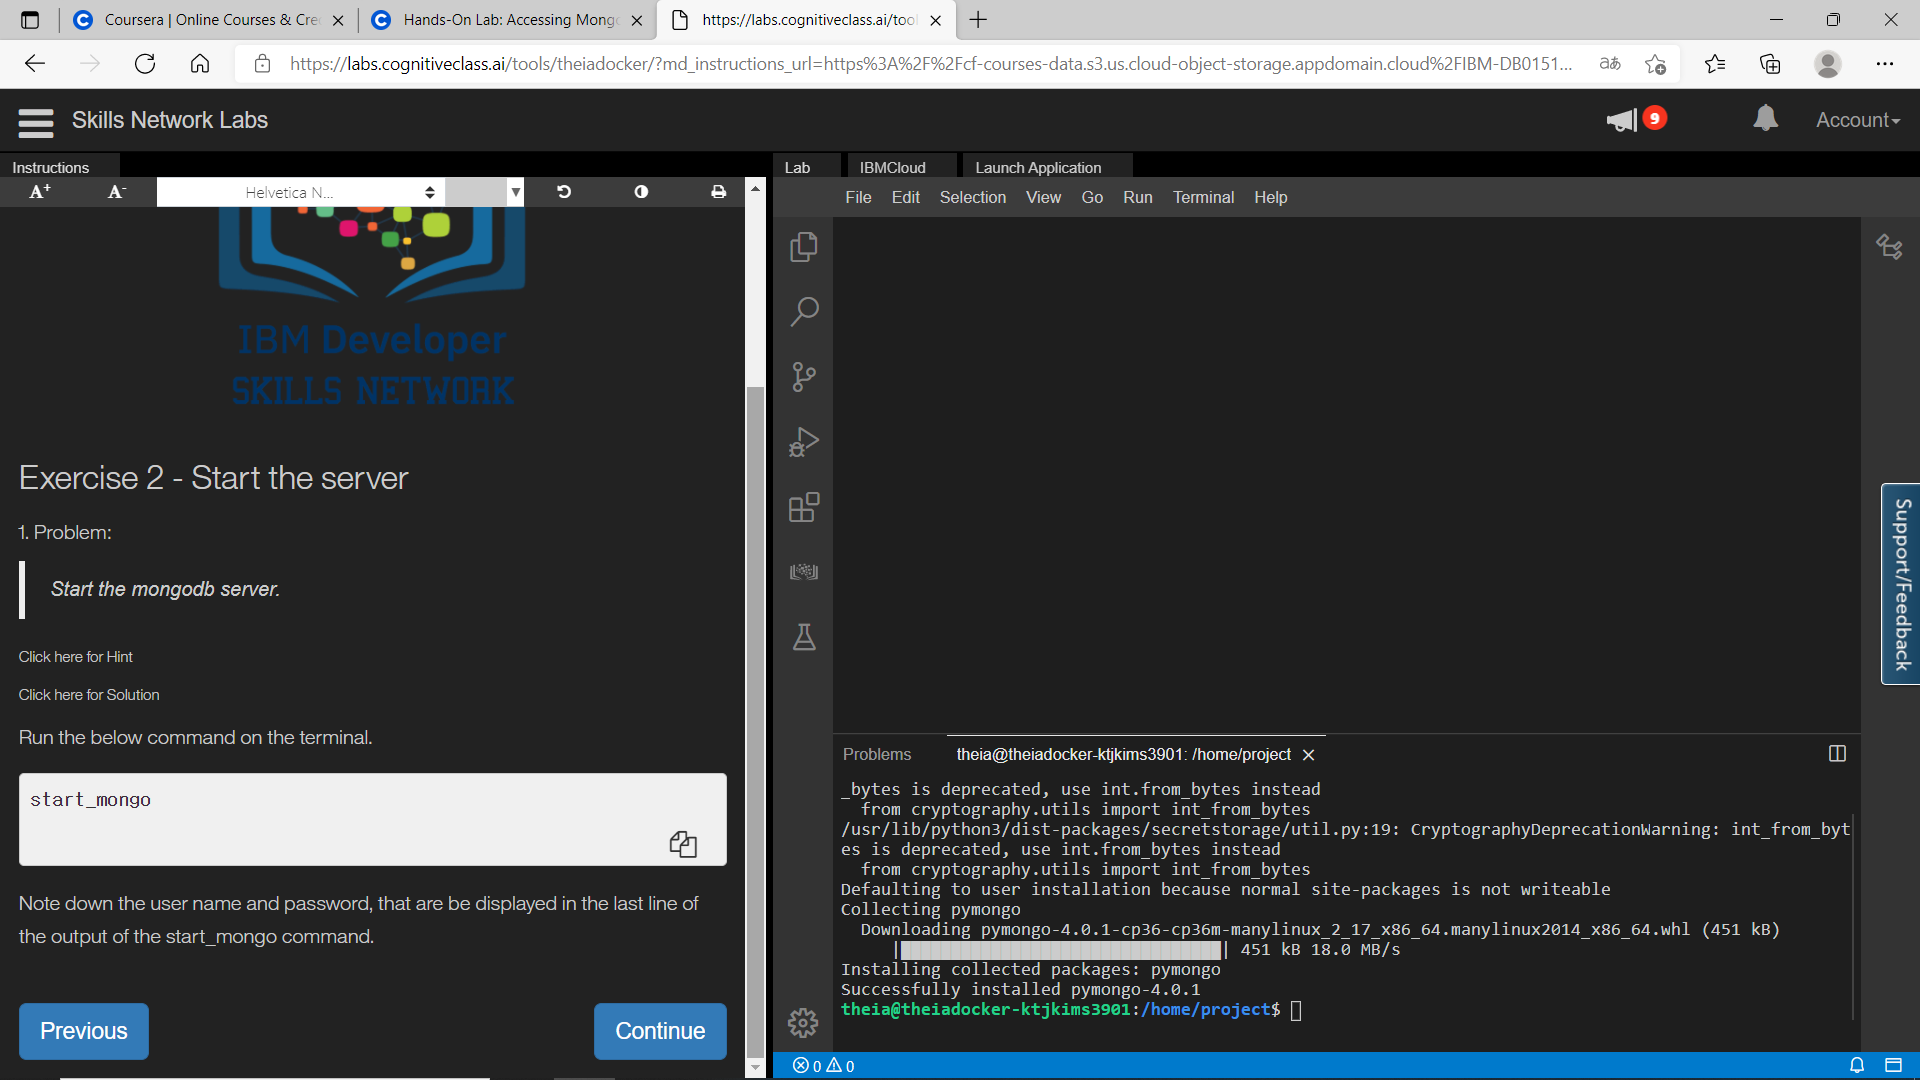 Coursera | Online Courses & Cre
Hands-On Lab: Accessing Mong
https://labs.cognitiveclass.ai/tool
https://labs.cognitiveclass.ai/tools/theiadocker/?md_instructions_url=https%3A%2F%2Fcf-courses-data.s3.us.cloud-object-storage.appdomain.cloud%2FIBM-DB0151...
aあ
Skills Network Labs
9
Account
Instructions
A+
A-
Helvetica N...
IBM Developer
SKILLS NETWORK
Exercise 2 - Start the server
1. Problem:
Start the mongodb server.
Click here for Hint
Click here for Solution
Run the below command on the terminal.
start_mongo
Note down the user name and password, that are be displayed in the last line of
the output of the start_mongo command.
Previous
Continue
Lab
IBMCloud
Launch Application
File Edit Selection View Go Run Terminal Help
Problems
theia@theiadocker-ktjkims3901: /home/project
_bytes is deprecated, use int.from_bytes instead
from cryptography.utils import int_from_bytes
/usr/lib/python3/dist-packages/secretstorage/util.py:19: CryptographyDeprecationWarning: int_from_byt
es is deprecated, use int.from_bytes instead
from cryptography.utils import int_from_bytes
Defaulting to user installation because normal site-packages is not writeable
Collecting pymongo
Downloading pymongo-4.0.1-cp36-cp36m-manylinux_2_17_x86_64.manylinux2014_x86_64.whl (451 kB)
| | 451 kB 18.0 MB/s
Installing collected packages: pymongo
Successfully installed pymongo-4.0.1
theia@theiadocker-ktjkims3901:/home/project$
0 0
Support/Feedback